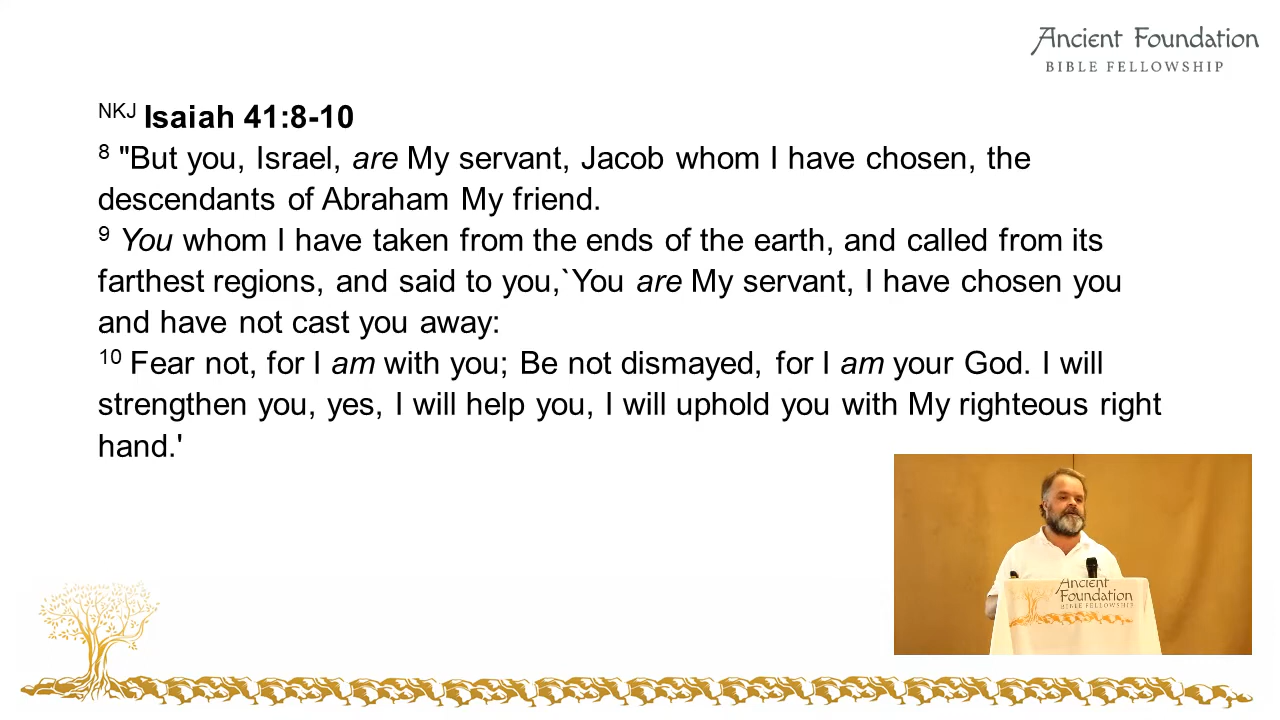 Ancient Foundation
BIBLE FELLOWSHIP
NKJ Isaiah 41:8-10
8 "But you, Israel, are My servant, Jacob whom I have chosen, the
descendants of Abraham My friend.
9 You whom I have taken from the ends of the earth, and called from its
farthest regions, and said to you,`You are My servant, I have chosen you
and have not cast you away:
10 Fear not, for I am with you; Be not dismayed, for I am your God. I will
strengthen you, yes, I will help you, I will uphold you with My righteous right
hand.'
Ancient
Foundation
BIBLE FELLOWSHIP